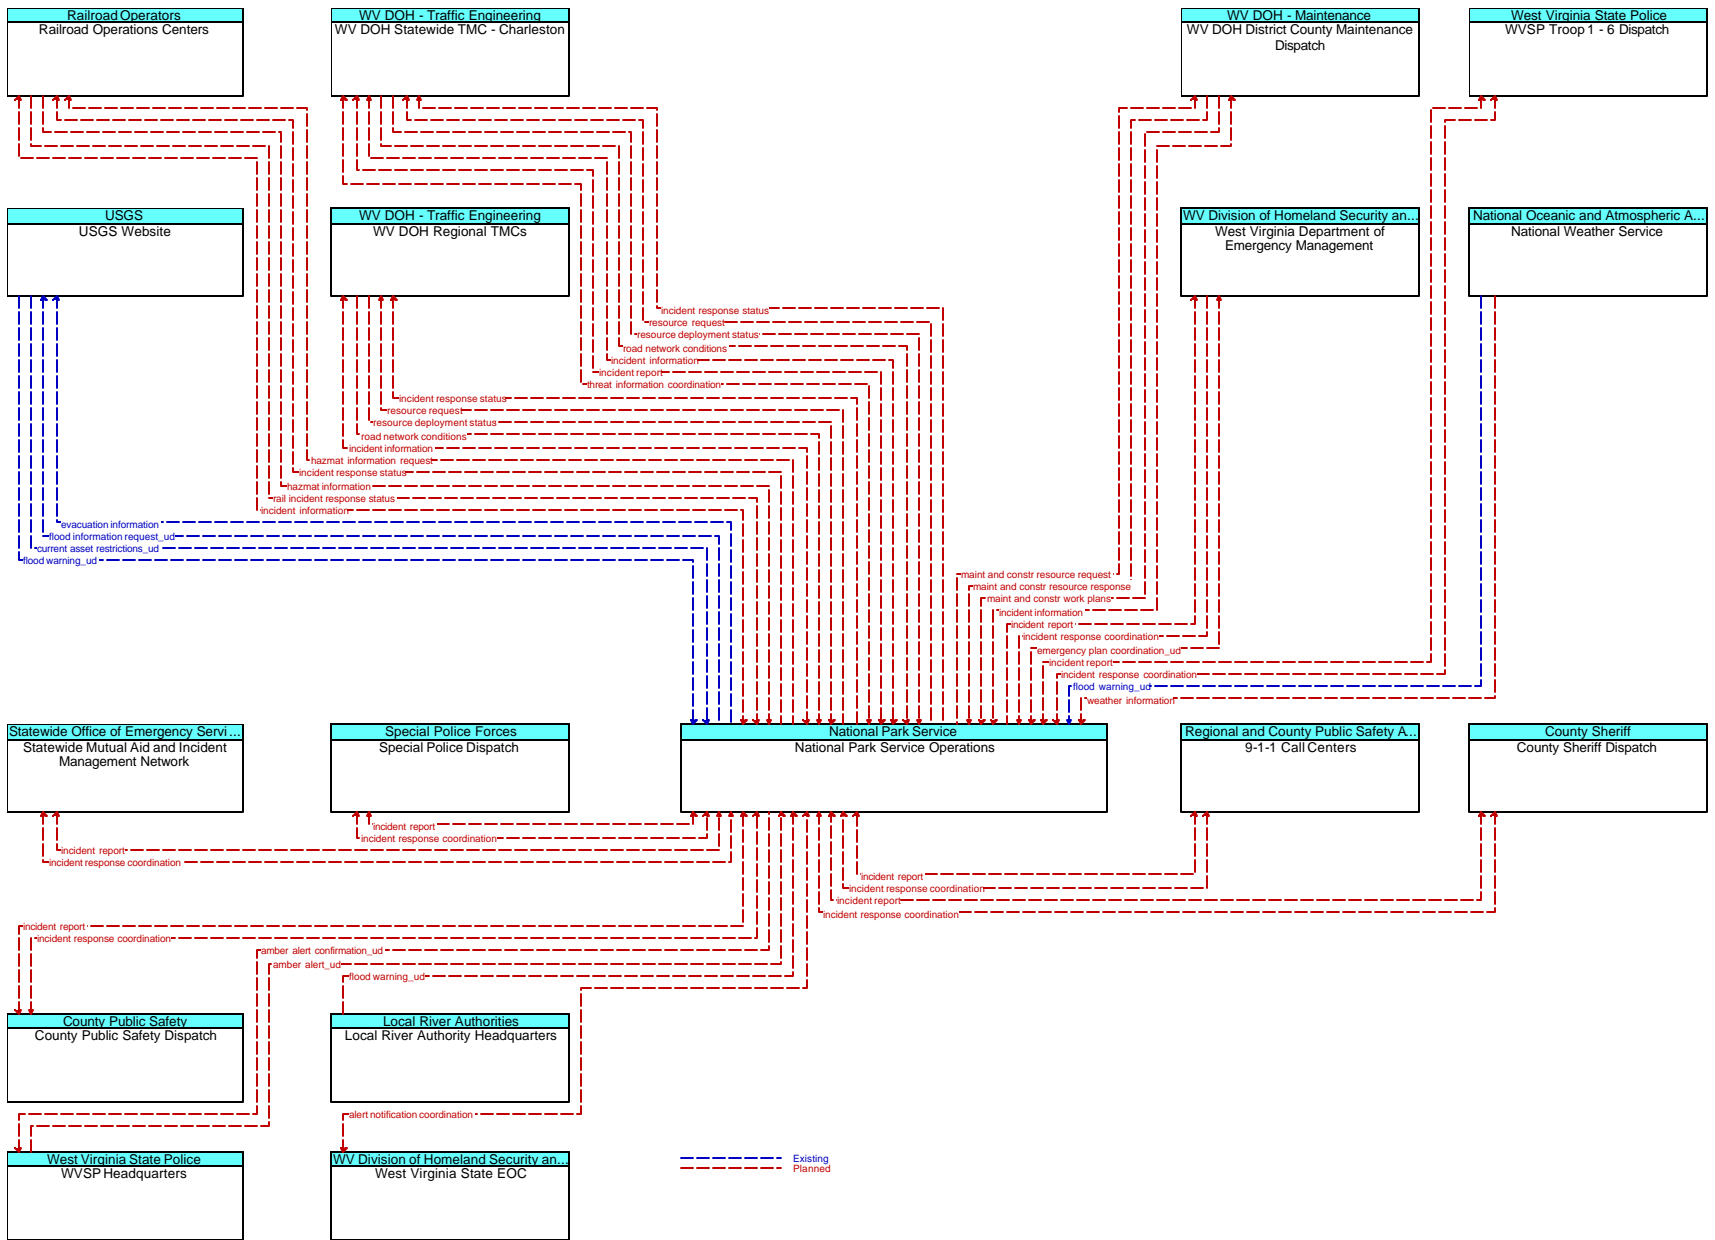 Railroad Operators
Railroad Operations Centers
WV DOH - Traffic Engineering
WV DOH Statewide TMC - Charleston
WV DOH - Maintenance
WV DOH District County Maintenance
Dispatch
West Virginia State Police
WVSP Troop 1 - 6 Dispatch
USGS
USGS Website
WV DOH - Traffic Engineering
WV DOH Regional TMCs
WV Division of Homeland Security an...
West Virginia Department of
Emergency Management
National Oceanic and Atmospheric A...
National Weather Service
incident response status
resource request
resource deployment status
road network conditions
incident information
incident report
threat information coordination
incident response status
resource request
resource deployment status
road network conditions
incident information
hazmat information request
incident response status
hazmat information
rail incident response status
incident information
evacuation information
flood information request_ud
current asset restrictions_ud
flood warning_ud
maint and constr resource request
maint and constr resource response
maint and constr work plans
incident information
incident report
incident response coordination
emergency plan coordination_ud
incident report
incident response coordination
flood warning_ud
weather information
Statewide Office of Emergency Servi...
Statewide Mutual Aid and Incident
Management Network
Special Police Forces
Special Police Dispatch
National Park Service
National Park Service Operations
Regional and County Public Safety A...
9-1-1 Call Centers
County Sheriff
County Sheriff Dispatch
incident report
incident response coordination
incident report
incident response coordination
incident report
incident response coordination
incident report
incident response coordination
incident report
incident response coordination
amber alert confirmation_ud
amber alert_ud
flood warning_ud
County Public Safety
County Public Safety Dispatch
Local River Authorities
Local River Authority Headquarters
alert notification coordination
West Virginia State Police
WVSP Headquarters
WV Division of Homeland Security an...
West Virginia State EOC
Existing
Planned